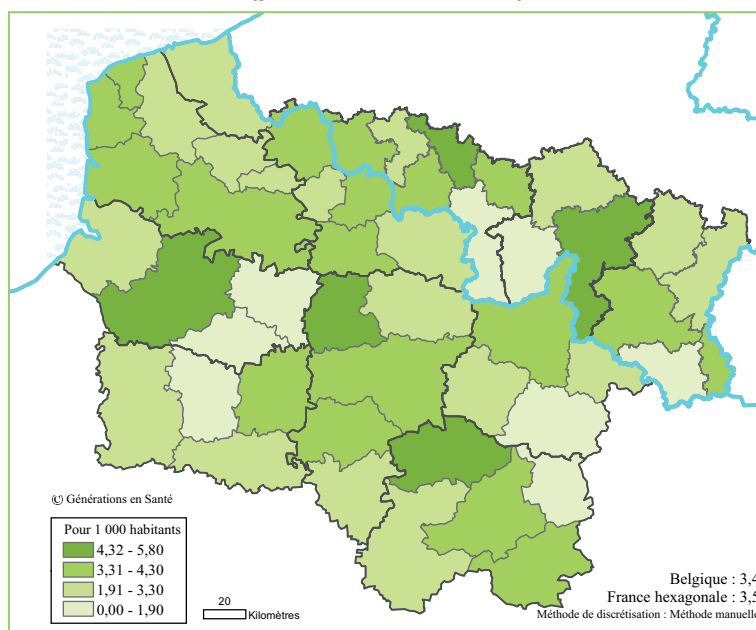 © Générations en Santé
Pour 1 000 habitants
4,32 - 5,80
3,31 - 4,30
1,91 - 3,30
0,00 - 1,90
20
Kilomètres
Belgique : 3,4
France hexagonale : 3,5
Méthode de discrétisation : Méthode manuelle